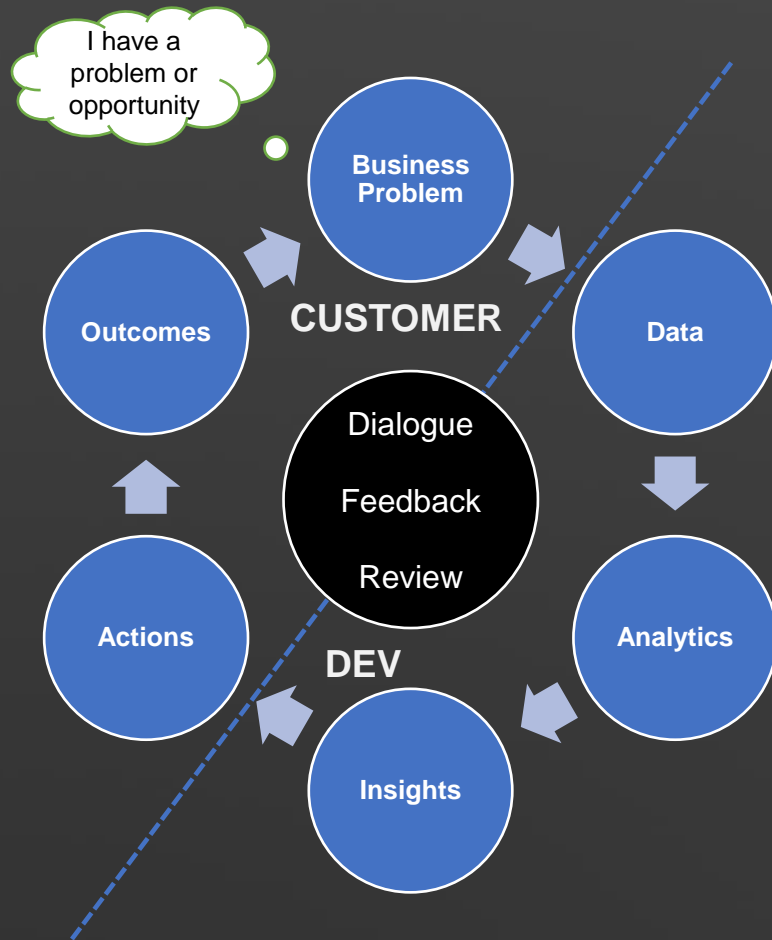 I have a
problem or
opportunity
Business
Problem
Outcomes
CUSTOMER
Data
Dialogue
Feedback
Review
Actions
DEV
Analytics
Insights